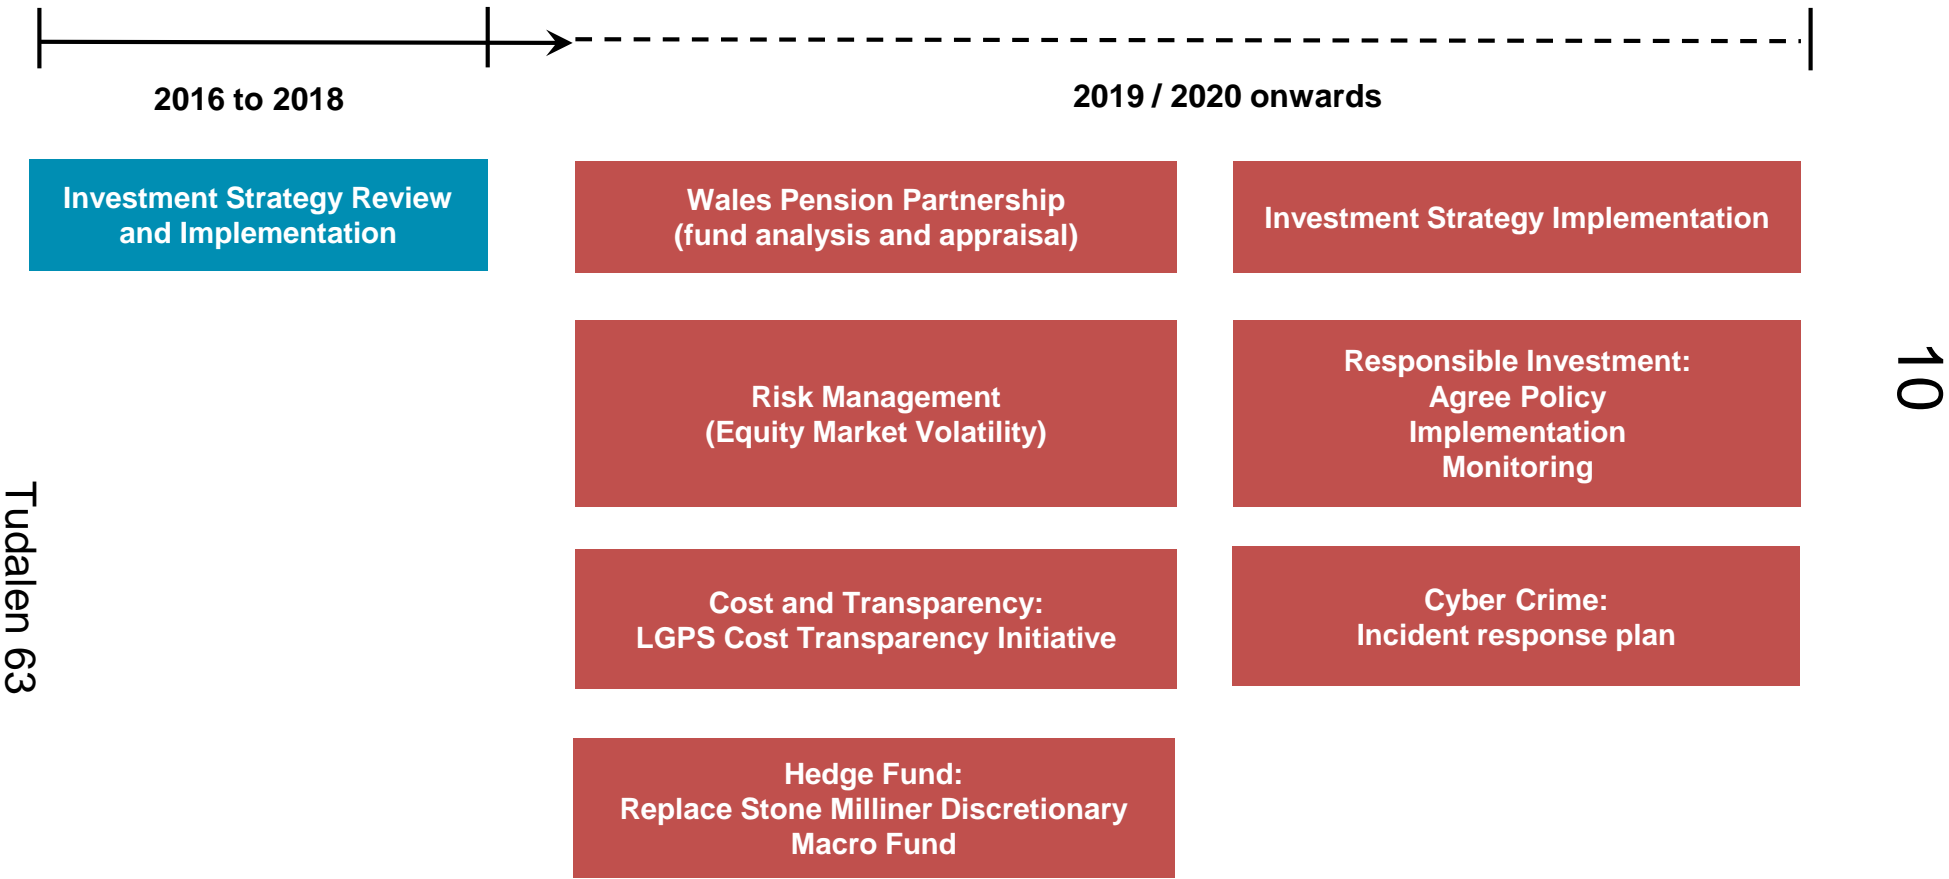 2016 to 2018
2019 / 2020 onwards
Investment Strategy Review
and Implementation
Wales Pension Partnership
(fund analysis and appraisal)
Investment Strategy Implementation
Risk Management
(Equity Market Volatility)
Responsible Investment:
Agree Policy
Implementation
Monitoring
Cost and Transparency:
LGPS Cost Transparency Initiative
Cyber Crime:
Incident response plan
Hedge Fund:
Replace Stone Milliner Discretionary
Macro Fund
10
Tudalen 63